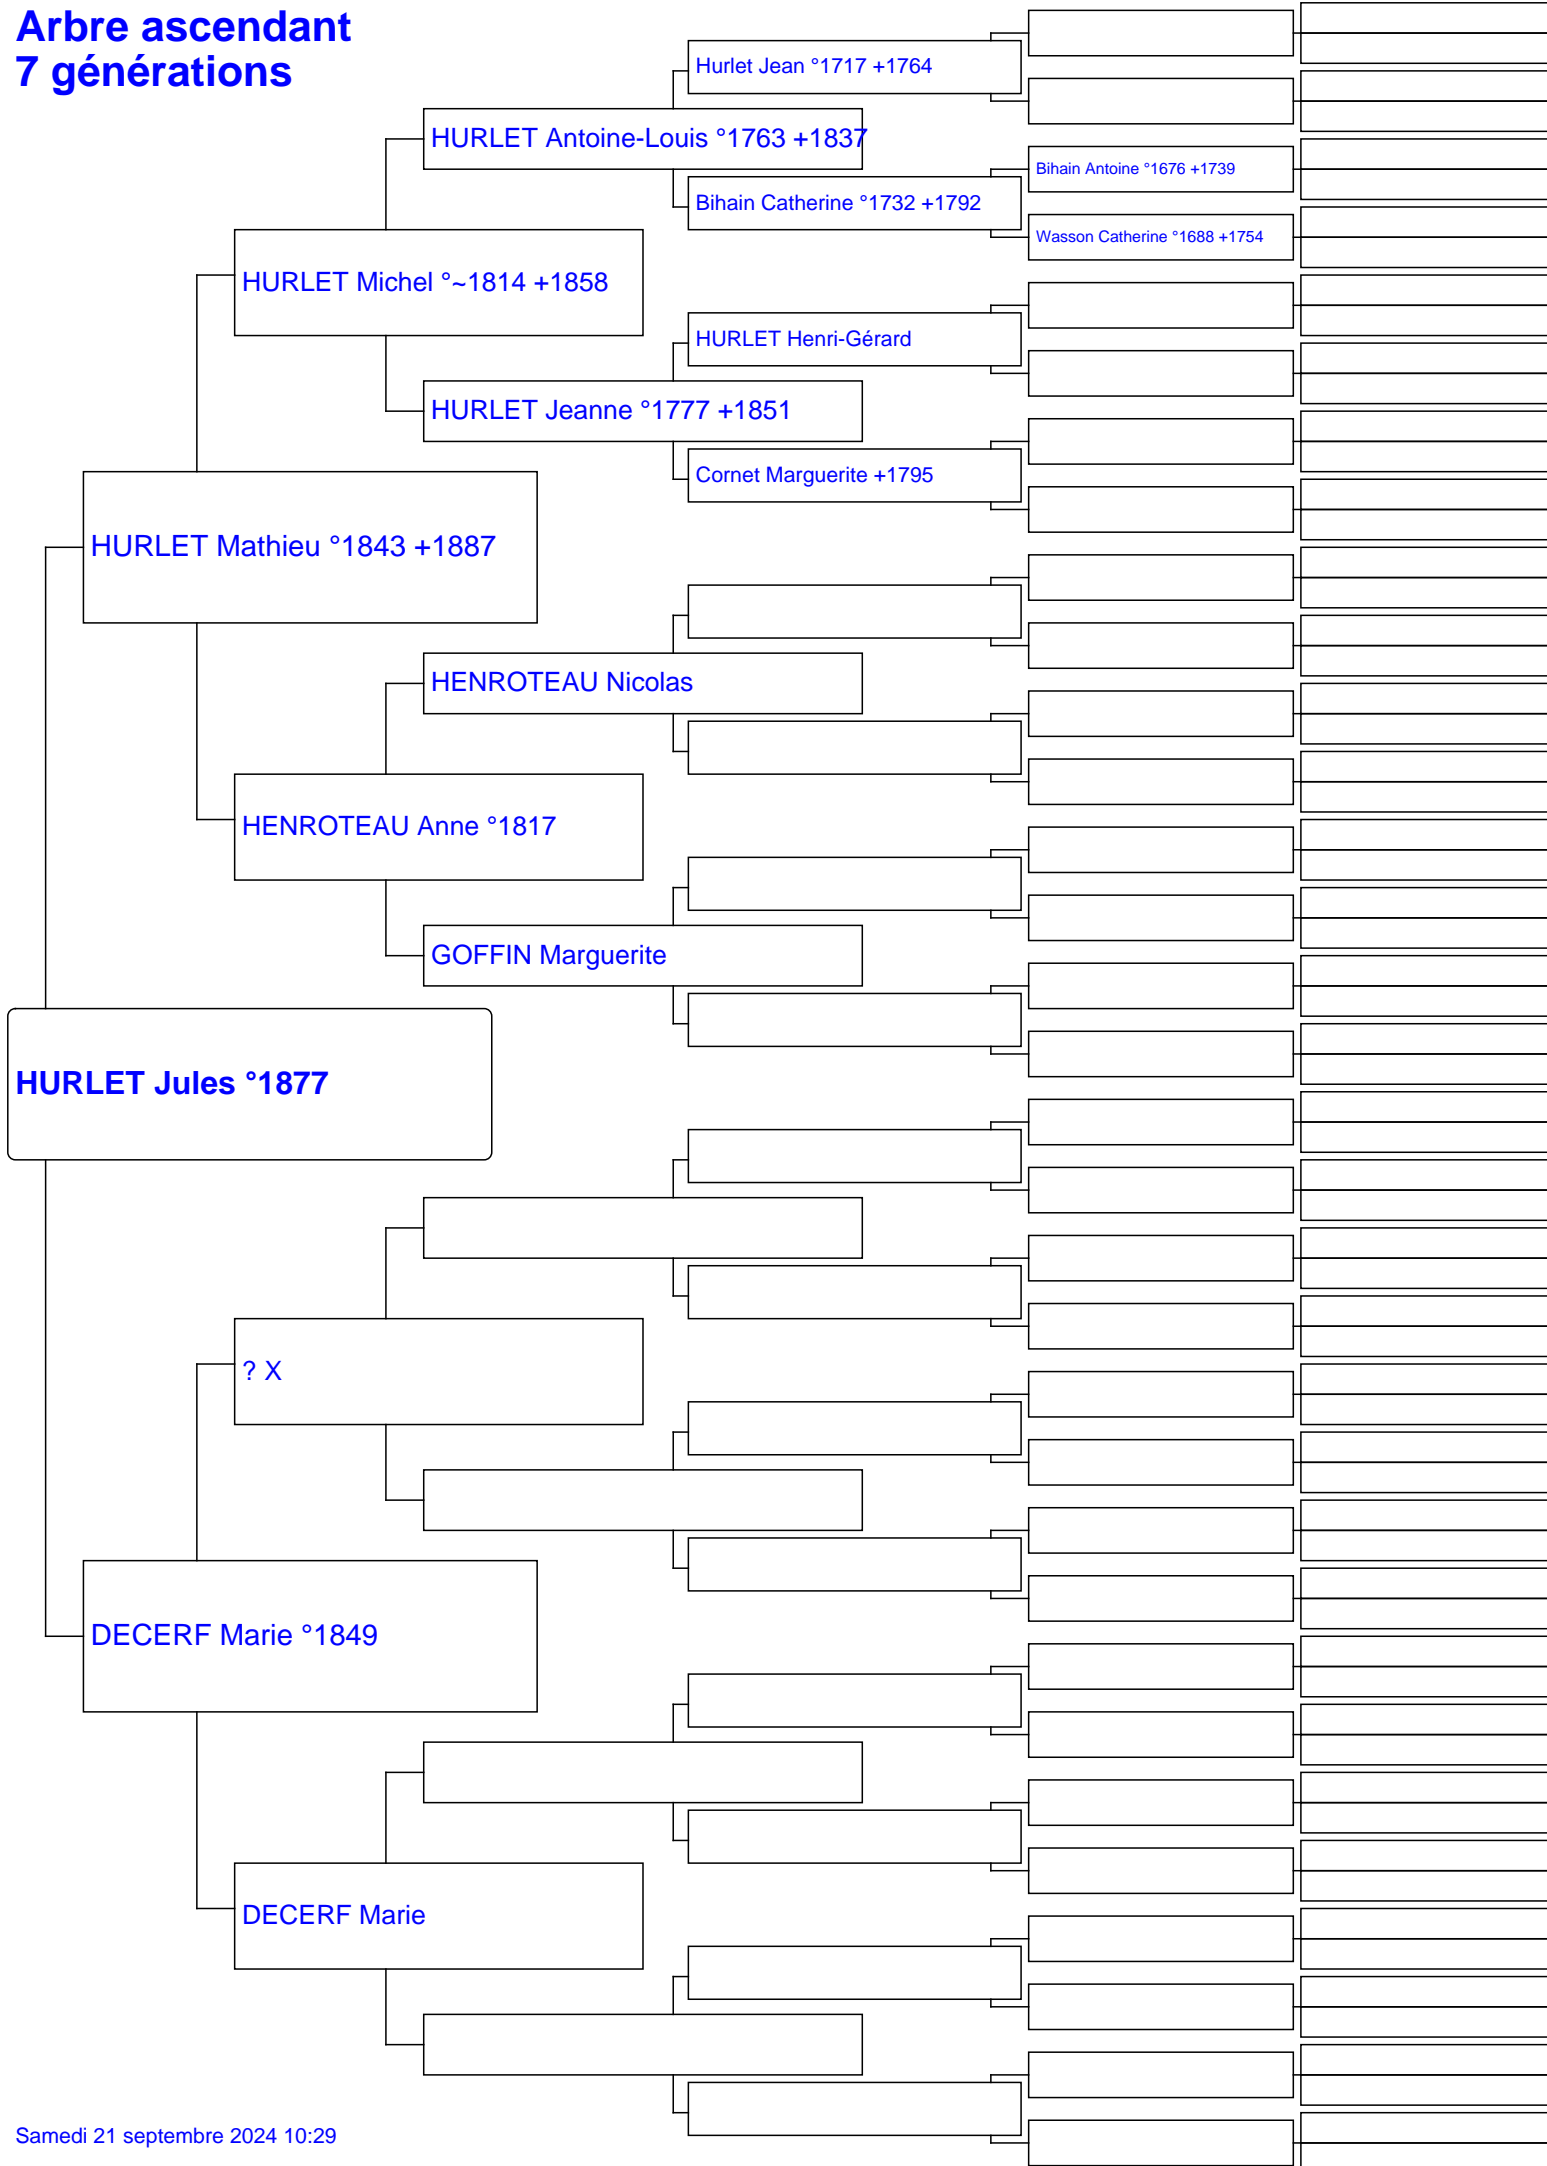 Arbre ascendant
7 générations
Hurlet Jean °1717 +1764
HURLET Antoine-Louis °1763 +1837
Bihain Antoine °1676 +1739
Bihain Catherine °1732 +1792
Wasson Catherine °1688 +1754
HURLET Michel °~1814 +1858
HURLET Henri-Gérard
HURLET Jeanne °1777 +1851
Cornet Marguerite +1795
HURLET Mathieu °1843 +1887
HENROTEAU Nicolas
HENROTEAU Anne °1817
GOFFIN Marguerite
HURLET Jules °1877
? X
DECERF Marie °1849
DECERF Marie
Samedi 21 septembre 2024 10:29